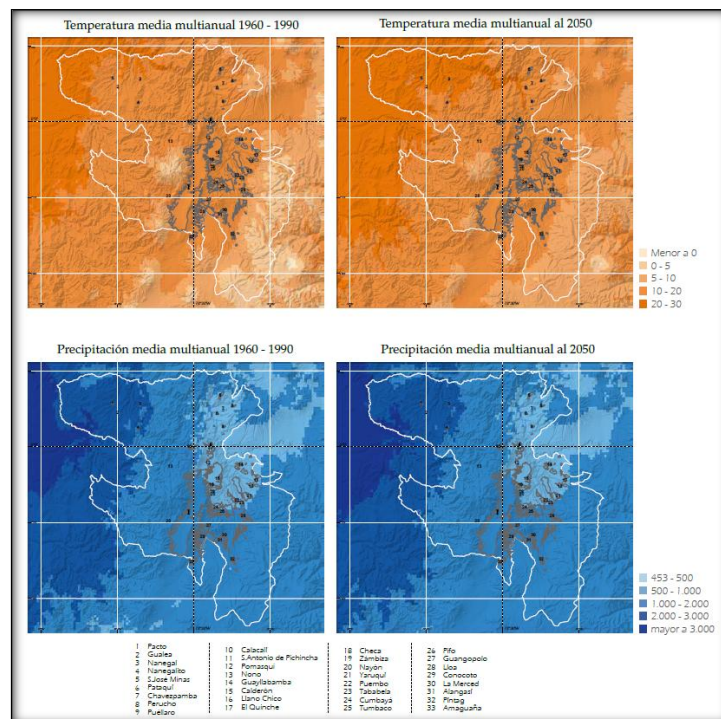 Temperatura media multianual 1960 - 1990
Temperatura media multianual al 2050
Menor a 0
0 - 5
5 - 10
10 - 20
20 - 30
Precipitación media multianual 1960 - 1990
Precipitación media multianual al 2050
453 - 500
500 - 1.000
1.000 - 2.000
2.000 - 3.000
mayor a 3.000
1 Pacto
2 Gualea
3 Nanegal
4 Nanegalito
5 S.José Minas
6 Pataquí
7 Chavezpamba
8 Perucho
9 Puellaro
10 Calacalí
11 S.Antonio de Pichincha
12 Pomasqui
13 Nono
14 Guayllabamba
15 Calderón
16 Llano Chico
17 El Quinche
18 Checa
19 Zámbiza
20 Nayón
21 Yaruquí
22 Puembo
23 Tababela
24 Cumbayá
25 Tumbaco
26 Pifo
27 Guangopolo
28 Lloa
29 Conocoto
30 La Merced
31 Alangasí
32 Píntag
33 Amaguaña